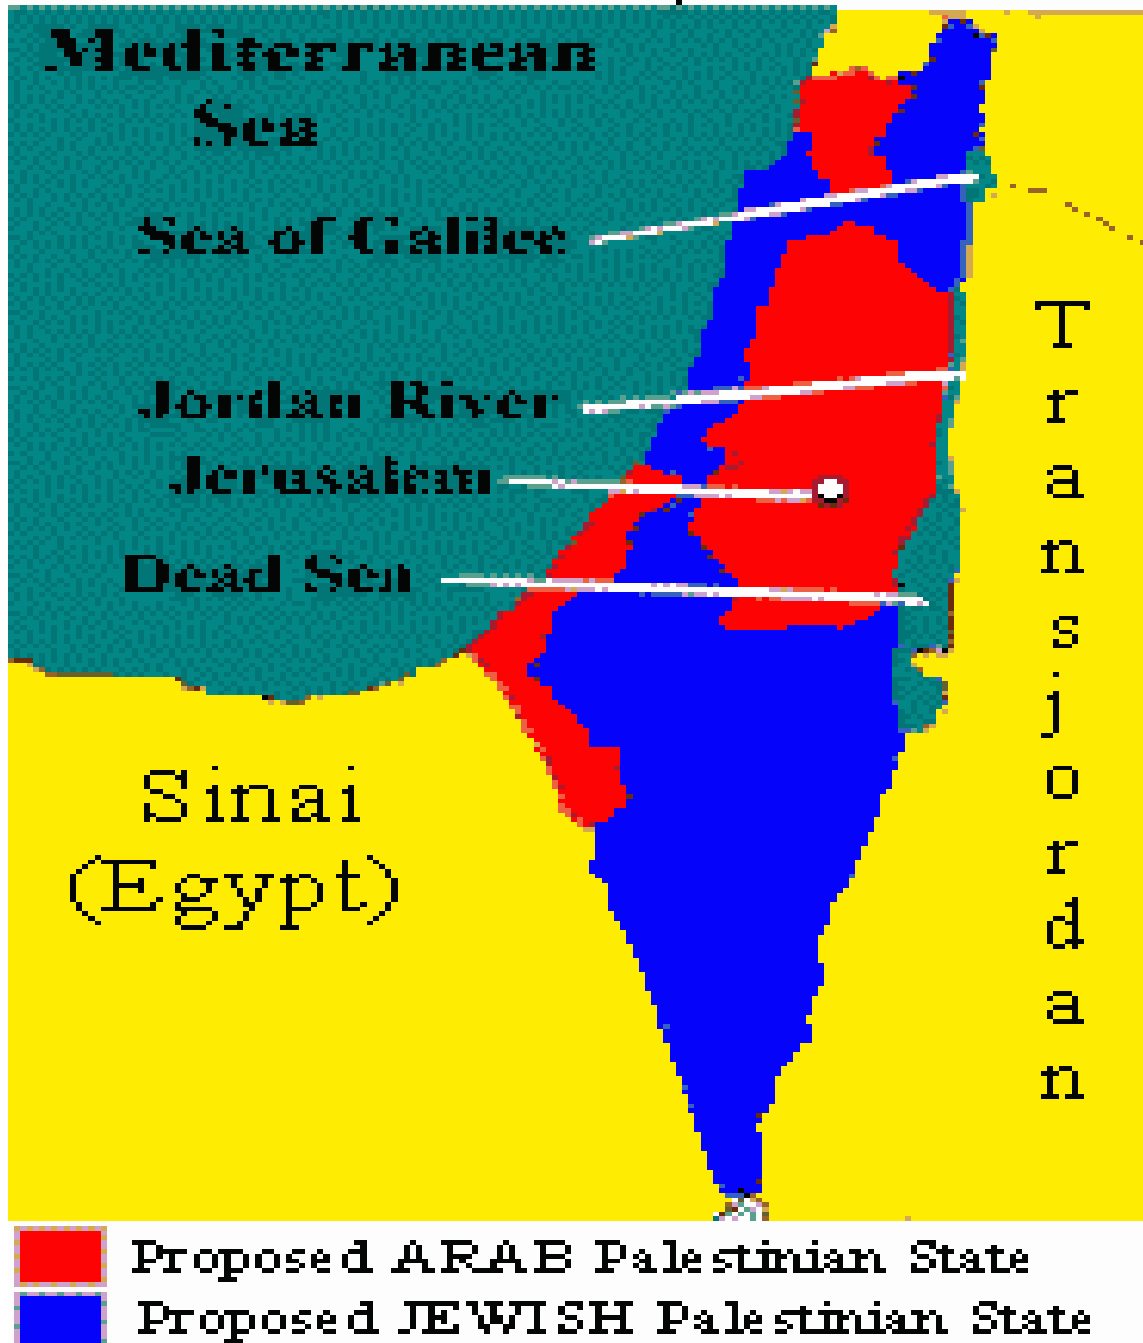 Mediterranean
Sea
Sea of Galilee
Jordan River
Jerusalem
Dead Sea
Transjordan
Sinai
(Egypt)
Proposed ARAB Palestinian State
Proposed JEWISH Palestinian State